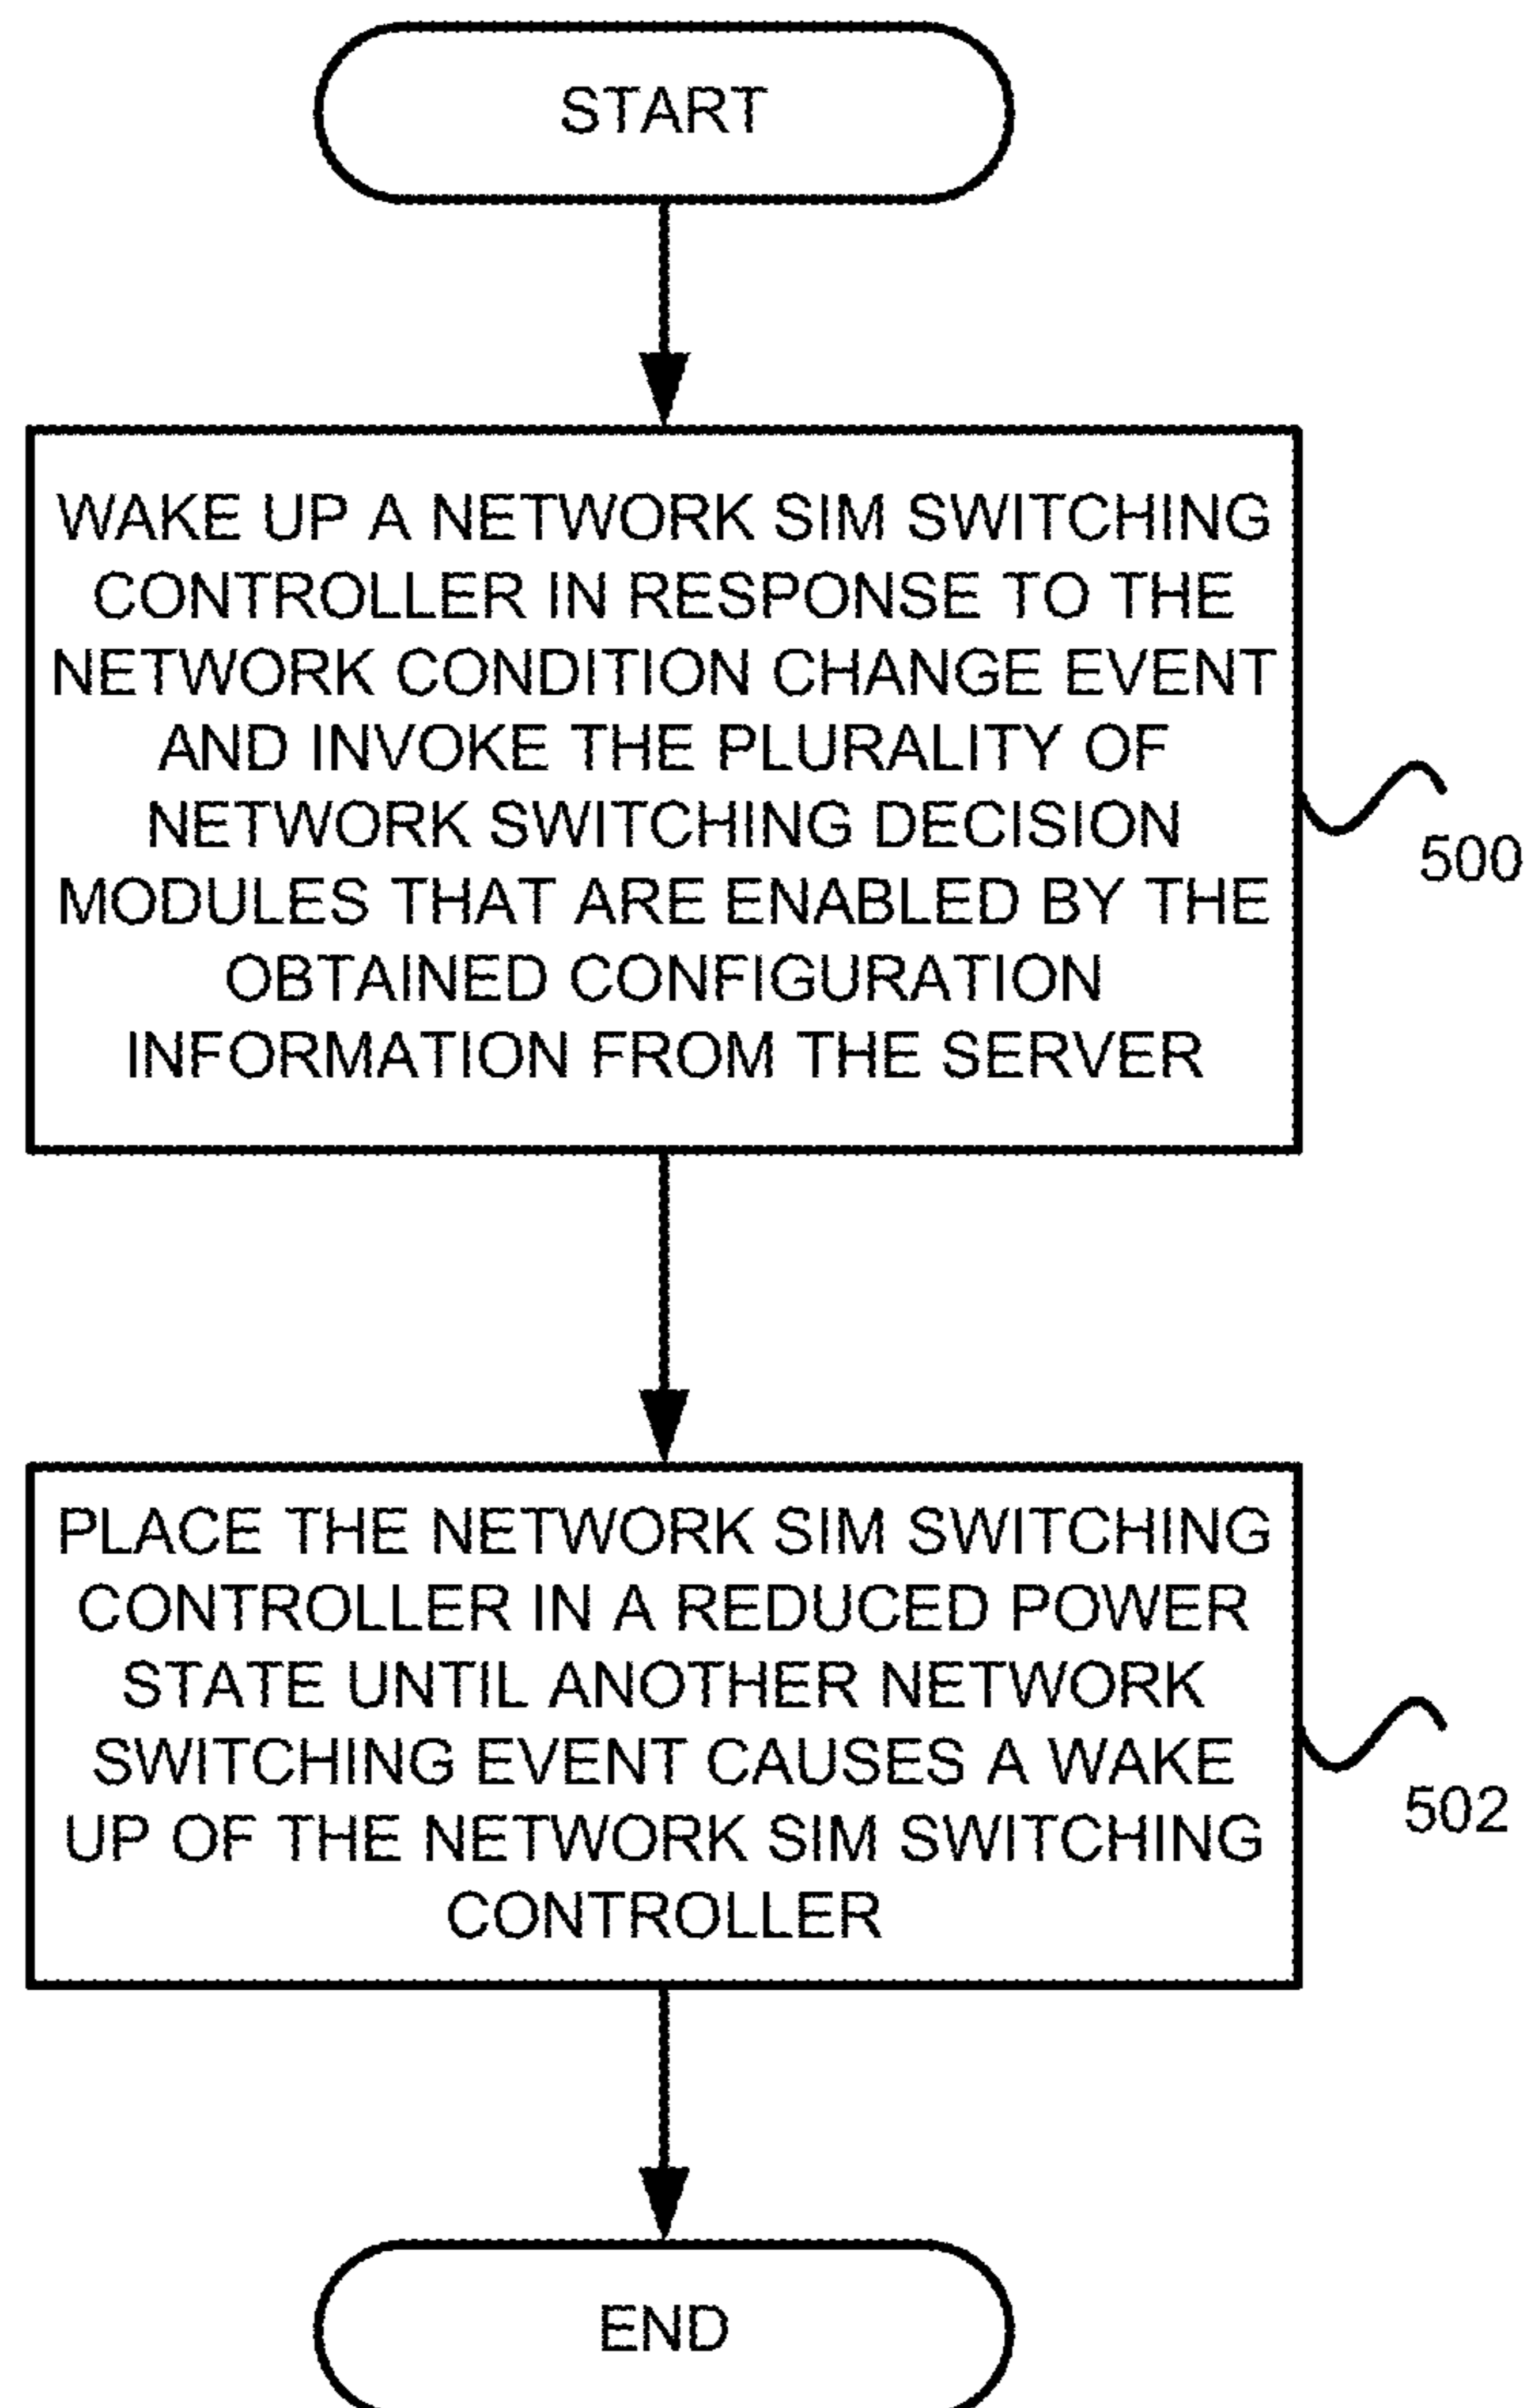 START
WAKE UP A NETWORK SIM SWITCHING
CONTROLLER IN RESPONSE TO THE
NETWORK CONDITION CHANGE EVENT
AND INVOKE THE PLURALITY OF
NETWORK SWITCHING DECISION
MODULES THAT ARE ENABLED BY THE
OBTAINED CONFIGURATION
INFORMATION FROM THE SERVER
500
PLACE THE NETWORK SIM SWITCHING
CONTROLLER IN A REDUCED POWER
STATE UNTIL ANOTHER NETWORK
SWITCHING EVENT CAUSES A WAKE
UP OF THE NETWORK SIM SWITCHING
CONTROLLER
502
END